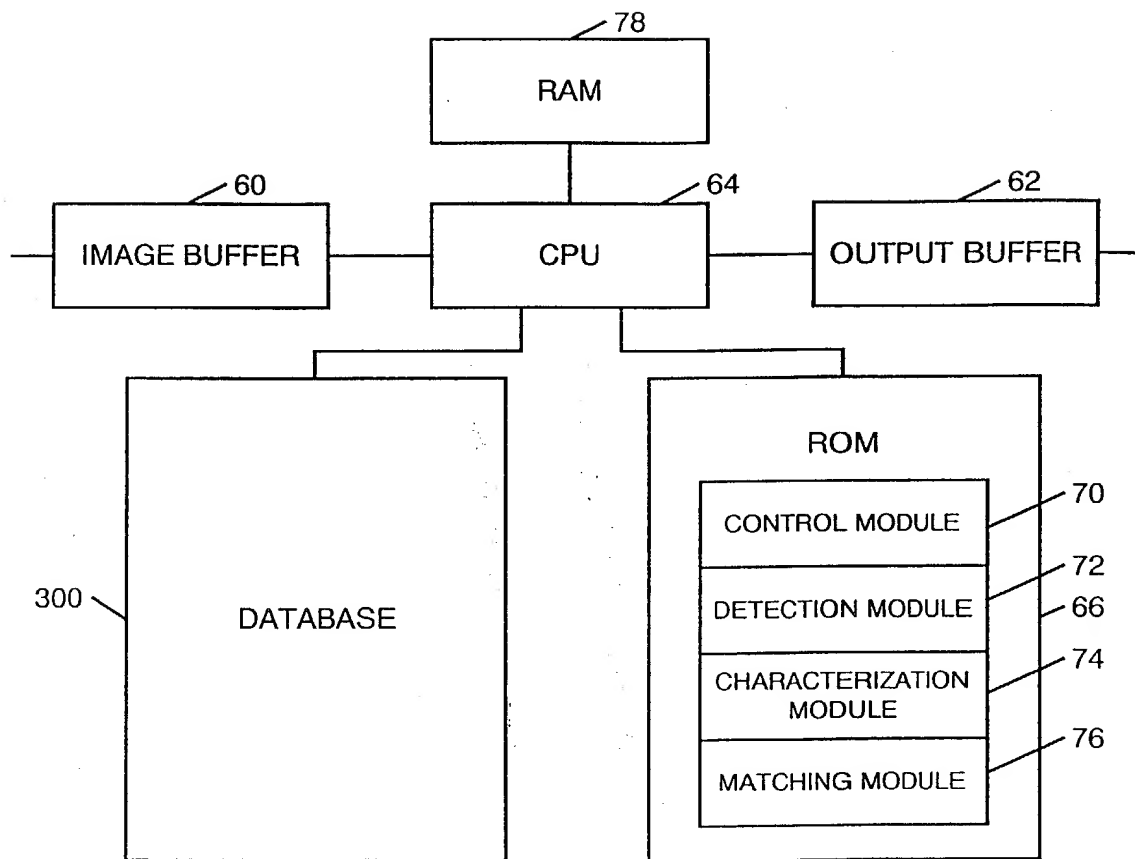 78
RAM
60
64
62
IMAGE BUFFER
CPU
OUTPUT BUFFER
ROM
70
CONTROL MODULE
72
DETECTION MODULE
66
300
DATABASE
74
CHARACTERIZATION
MODULE
76
MATCHING MODULE